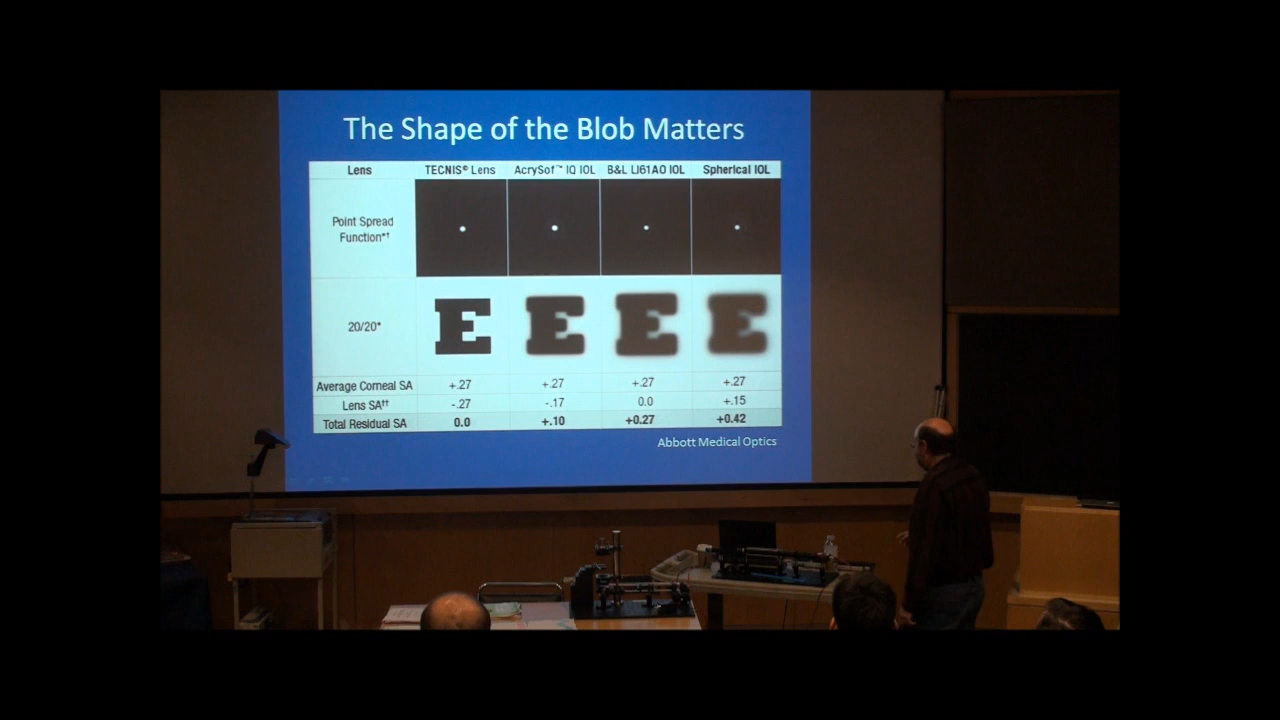 The Shape of the Blob Matters
Lens TECNIS® Lens AcrySof™ IQ IOL B&L LI61AO IOL Spherical IOL
Point Spread
Function*†
20/20* E E E E
Average Corneal SA +.27 +.27 +.27 +.27
Lens SA†† -.27 -.17 0.0 +.15
Total Residual SA 0.0 +.10 +0.27 +0.42
Abbott Medical Optics